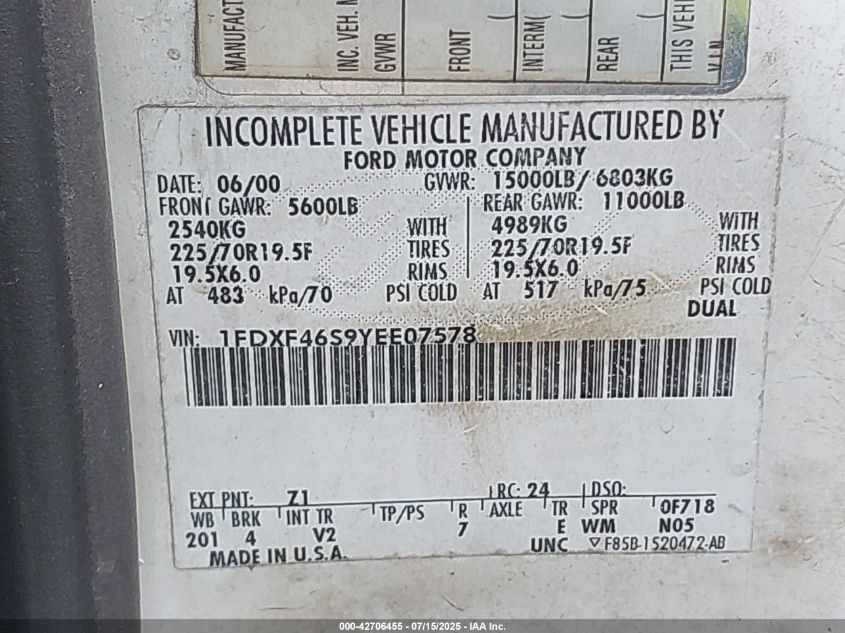 MANUFACT
INC. VEH. M
GVWR
FRONT (
INTERM(
REAR (
THIS VEHI
V.I.N.
INCOMPLETE VEHICLE MANUFACTURED BY
FORD MOTOR COMPANY
DATE: 06/00 GVWR: 15000LB/ 6803KG
FRONT GAWR: 5600LB REAR GAWR: 11000LB
2540KG WITH 4989KG WITH
225/70R19.5F TIRES 225/70R19.5F TIRES
19.5X6.0 RIMS 19.5X6.0 RIMS
AT 483 kPa/70 PSI COLD AT 517 kPa/75 PSI COLD
DUAL
VIN: 1FDXF46S9YEE07578
EXT PNT: Z1 RC: 24 DSO:
WB BRK INT TR TP/PS R AXLE TR SPR 0F718
201 4 V2 7 E WM N05
MADE IN U.S.A. UNC ▽ F85B-1520472-AB
000-42706455 - 07/15/2025 - IAA Inc.